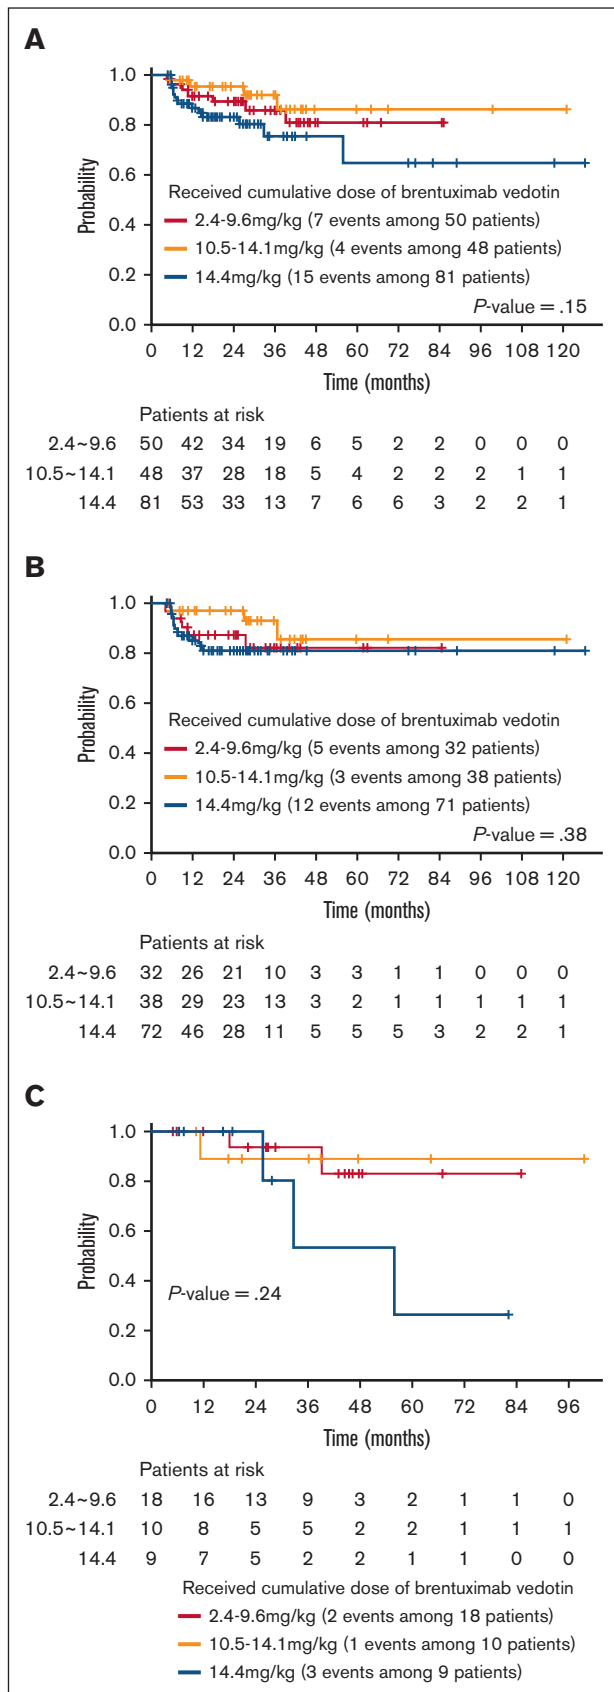 A
1.0
0.8
0.6
0.4
0.2
0.0
Probability
Received cumulative dose of brentuximab vedotin
2.4-9.6mg/kg (7 events among 50 patients)
10.5-14.1mg/kg (4 events among 48 patients)
14.4mg/kg (15 events among 81 patients)
P-value = .15
0 12 24 36 48 60 72 84 96 108 120
Time (months)
Patients at risk
2.4~9.6 50 42 34 19 6 5 2 2 0 0 0
10.5~14.1 48 37 28 18 5 4 2 2 2 1 1
14.4 81 53 33 13 7 6 6 3 2 2 1
B
1.0
0.8
0.6
0.4
0.2
0.0
Probability
Received cumulative dose of brentuximab vedotin
2.4-9.6mg/kg (5 events among 32 patients)
10.5-14.1mg/kg (3 events among 38 patients)
14.4mg/kg (12 events among 71 patients)
P-value = .38
0 12 24 36 48 60 72 84 96 108 120
Time (months)
Patients at risk
2.4~9.6 32 26 21 10 3 3 1 1 0 0 0
10.5~14.1 38 29 23 13 3 2 1 1 1 1 1
14.4 72 46 28 11 5 5 5 3 2 2 1
C
1.0
0.8
0.6
0.4
0.2
0.0
Probability
P-value = .24
0 12 24 36 48 60 72 84 96
Time (months)
Patients at risk
2.4~9.6 18 16 13 9 3 2 1 1 0
10.5~14.1 10 8 5 5 2 2 1 1 1
14.4 9 7 5 2 2 1 1 0 0
Received cumulative dose of brentuximab vedotin
2.4-9.6mg/kg (2 events among 18 patients)
10.5-14.1mg/kg (1 events among 10 patients)
14.4mg/kg (3 events among 9 patients)